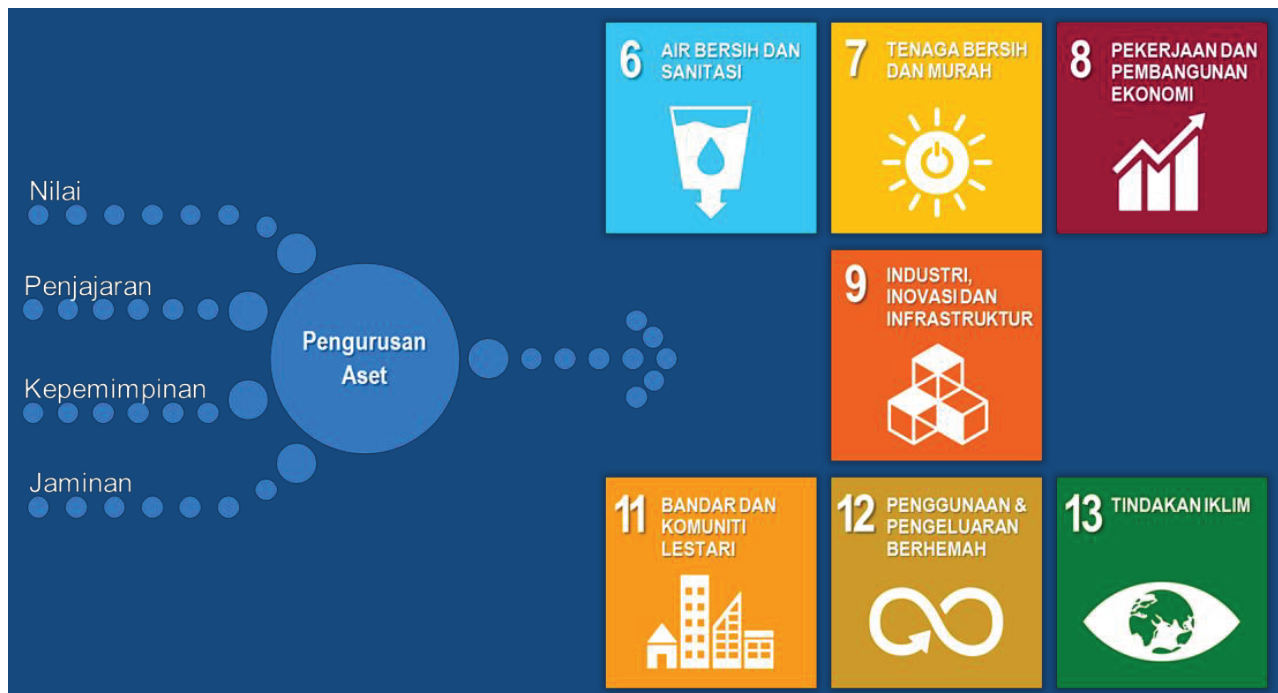 Nilai
Penjajaran
Kepemimpinan
Jaminan
Pengurusan
Aset
6 AIR BERSIH DAN
SANITASI
7 TENAGA BERSIH
DAN MURAH
8 PEKERJAAN DAN
PEMBANGUNAN
EKONOMI
9 INDUSTRI,
INOVASI DAN
INFRASTRUKTUR
11 BANDAR DAN
KOMUNITI
LESTARI
12 PENGGUNAAN &
PENGELUARAN
BERHEMAH
13 TINDAKAN IKLIM